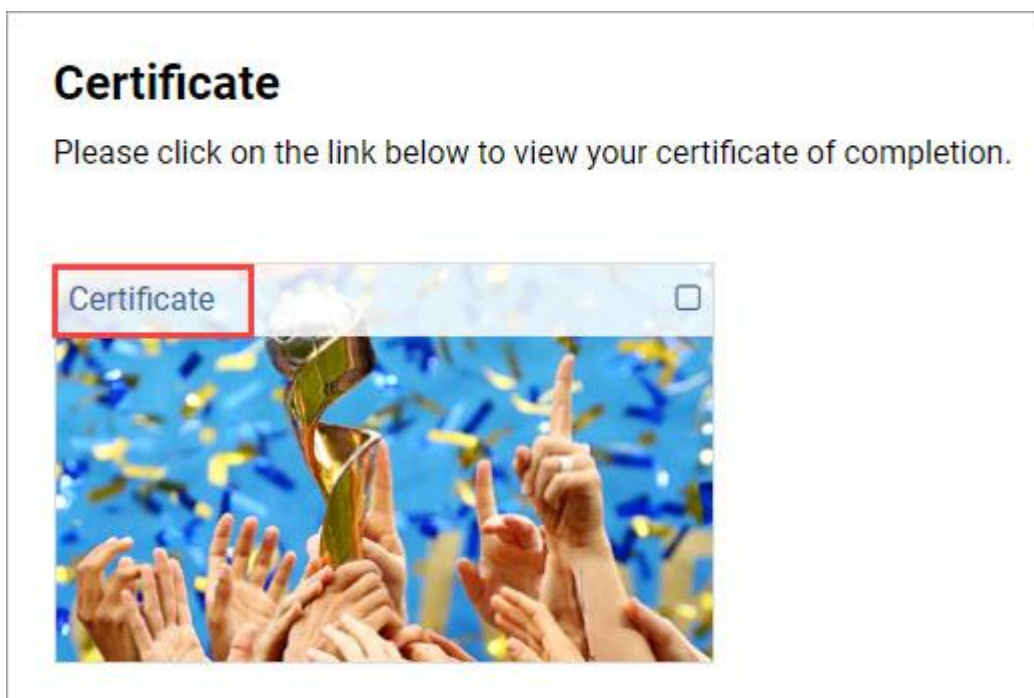 Certificate
Please click on the link below to view your certificate of completion.
Certificate